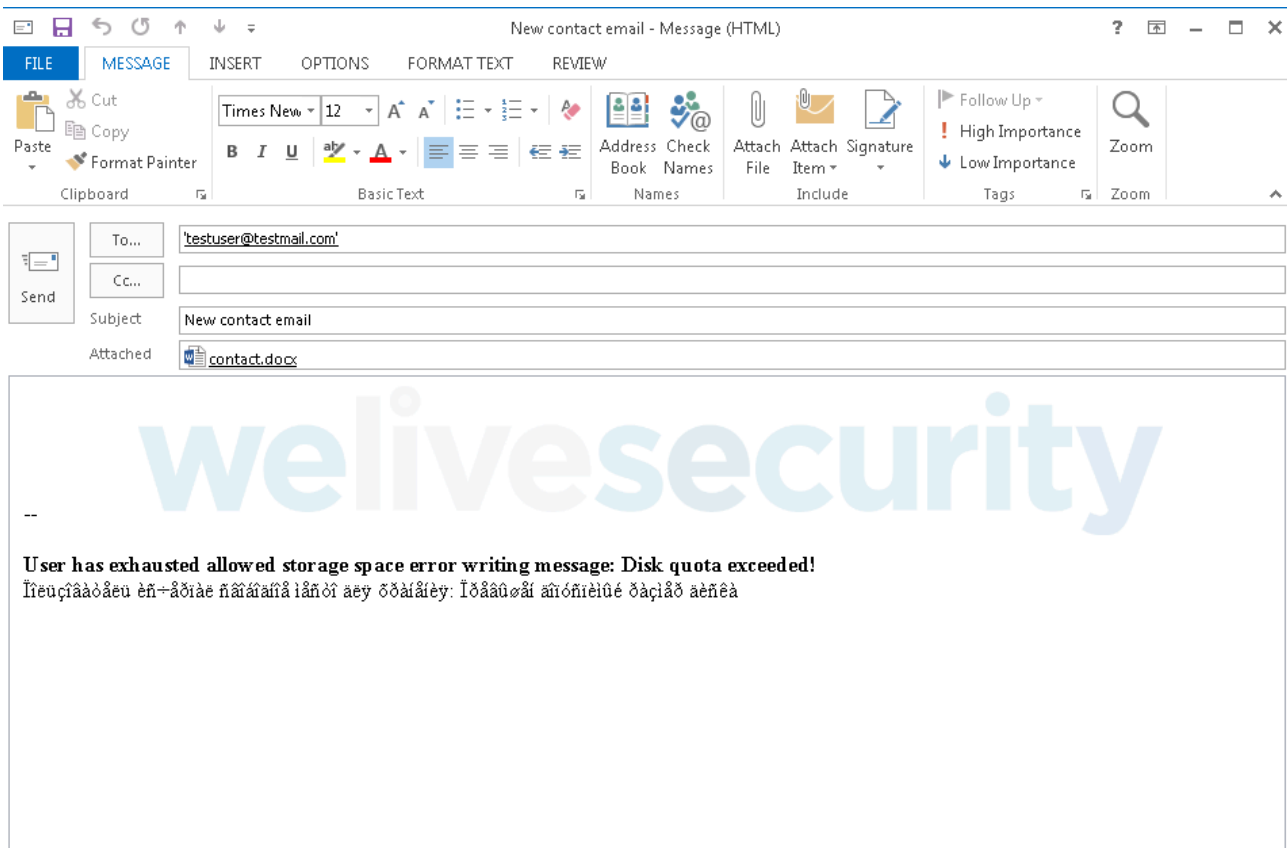 New contact email - Message (HTML)
?
FILE MESSAGE INSERT OPTIONS FORMAT TEXT REVIEW
Paste
Cut
Copy
Format Painter
Clipboard
Times New 12
B I U
Basic Text
Address Book
Check Names
Names
Attach File
Attach Item
Signature
Include
Follow Up
High Importance
Low Importance
Tags
Zoom
Zoom
Send
To...
'testuser@testmail.com'
Cc...
Subject
New contact email
Attached
contact.docx
welivesecurity
--
User has exhausted allowed storage space error writing message: Disk quota exceeded!
Ïîëüçîâàòåëü èñ÷åðïàë ñâîáîäíîå ìåñòî äëÿ õðàíåíèÿ: Ïðåâûøåí äîïóñòèìûé ðàçìåð äèñêà